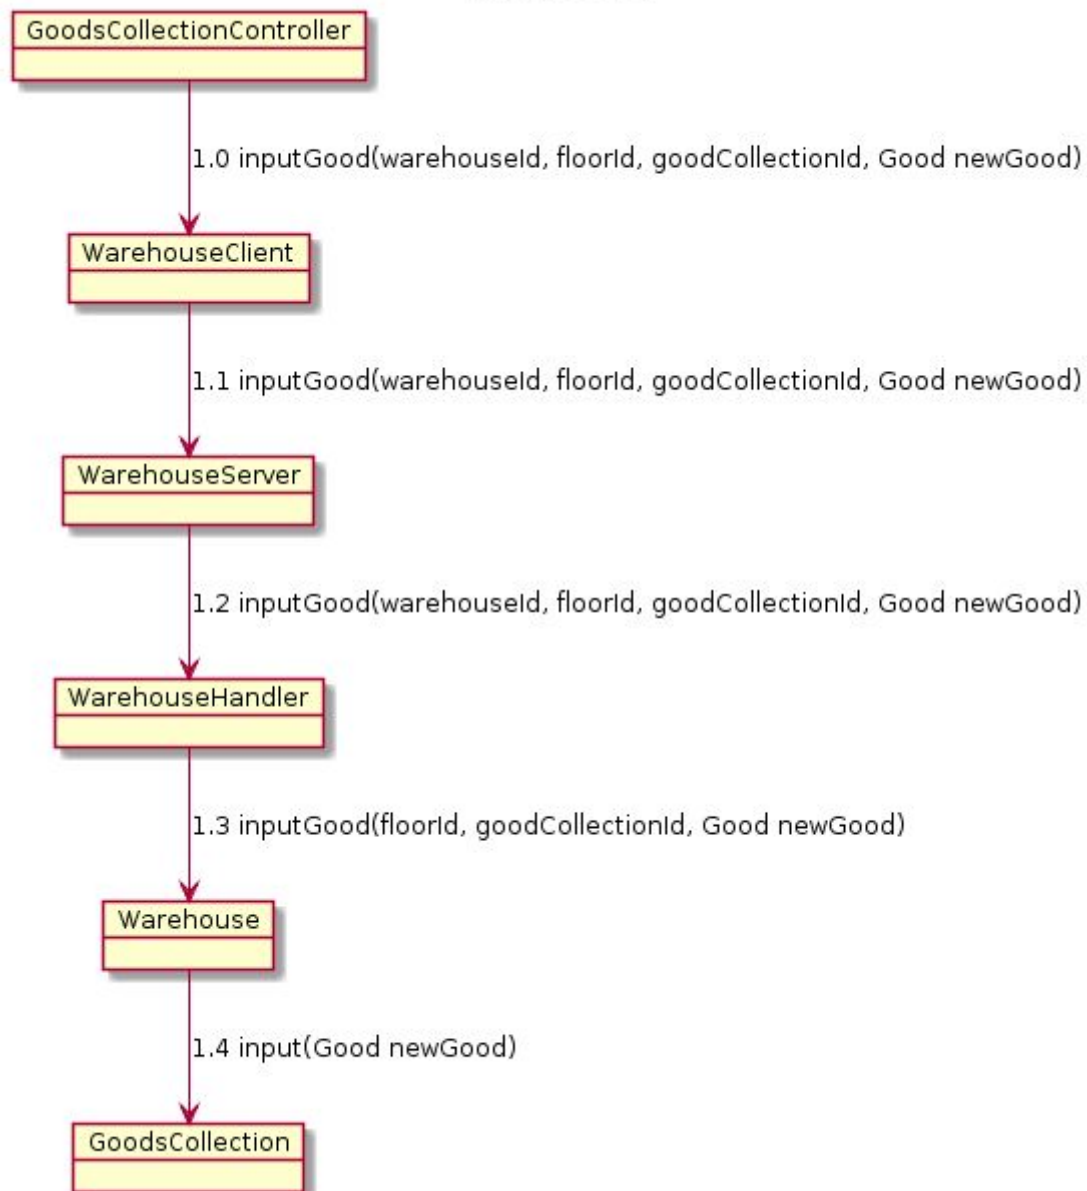 GoodsCollectionController
1.0 inputGood(warehouseId, floorId, goodCollectionId, Good newGood)
WarehouseClient
1.1 inputGood(warehouseId, floorId, goodCollectionId, Good newGood)
WarehouseServer
1.2 inputGood(warehouseId, floorId, goodCollectionId, Good newGood)
WarehouseHandler
1.3 inputGood(floorId, goodCollectionId, Good newGood)
Warehouse
1.4 input(Good newGood)
GoodsCollection